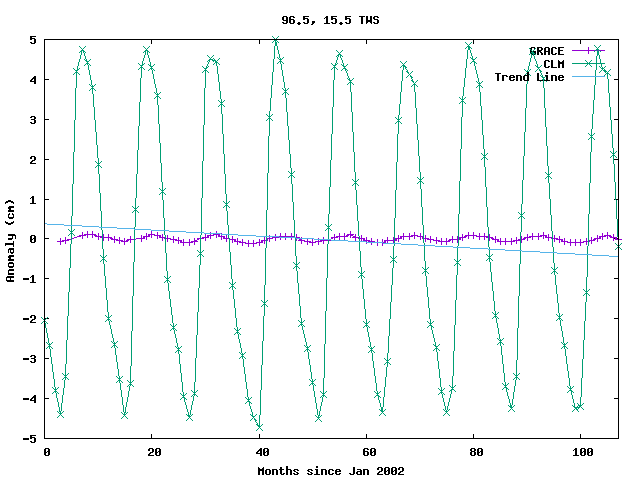 96.5, 15.5 TWS
GRACE
CLM
Trend Line
5
4
3
2
1
0
-1
-2
-3
-4
-5
Anomaly (cm)
0 20 40 60 80 100
Months since Jan 2002